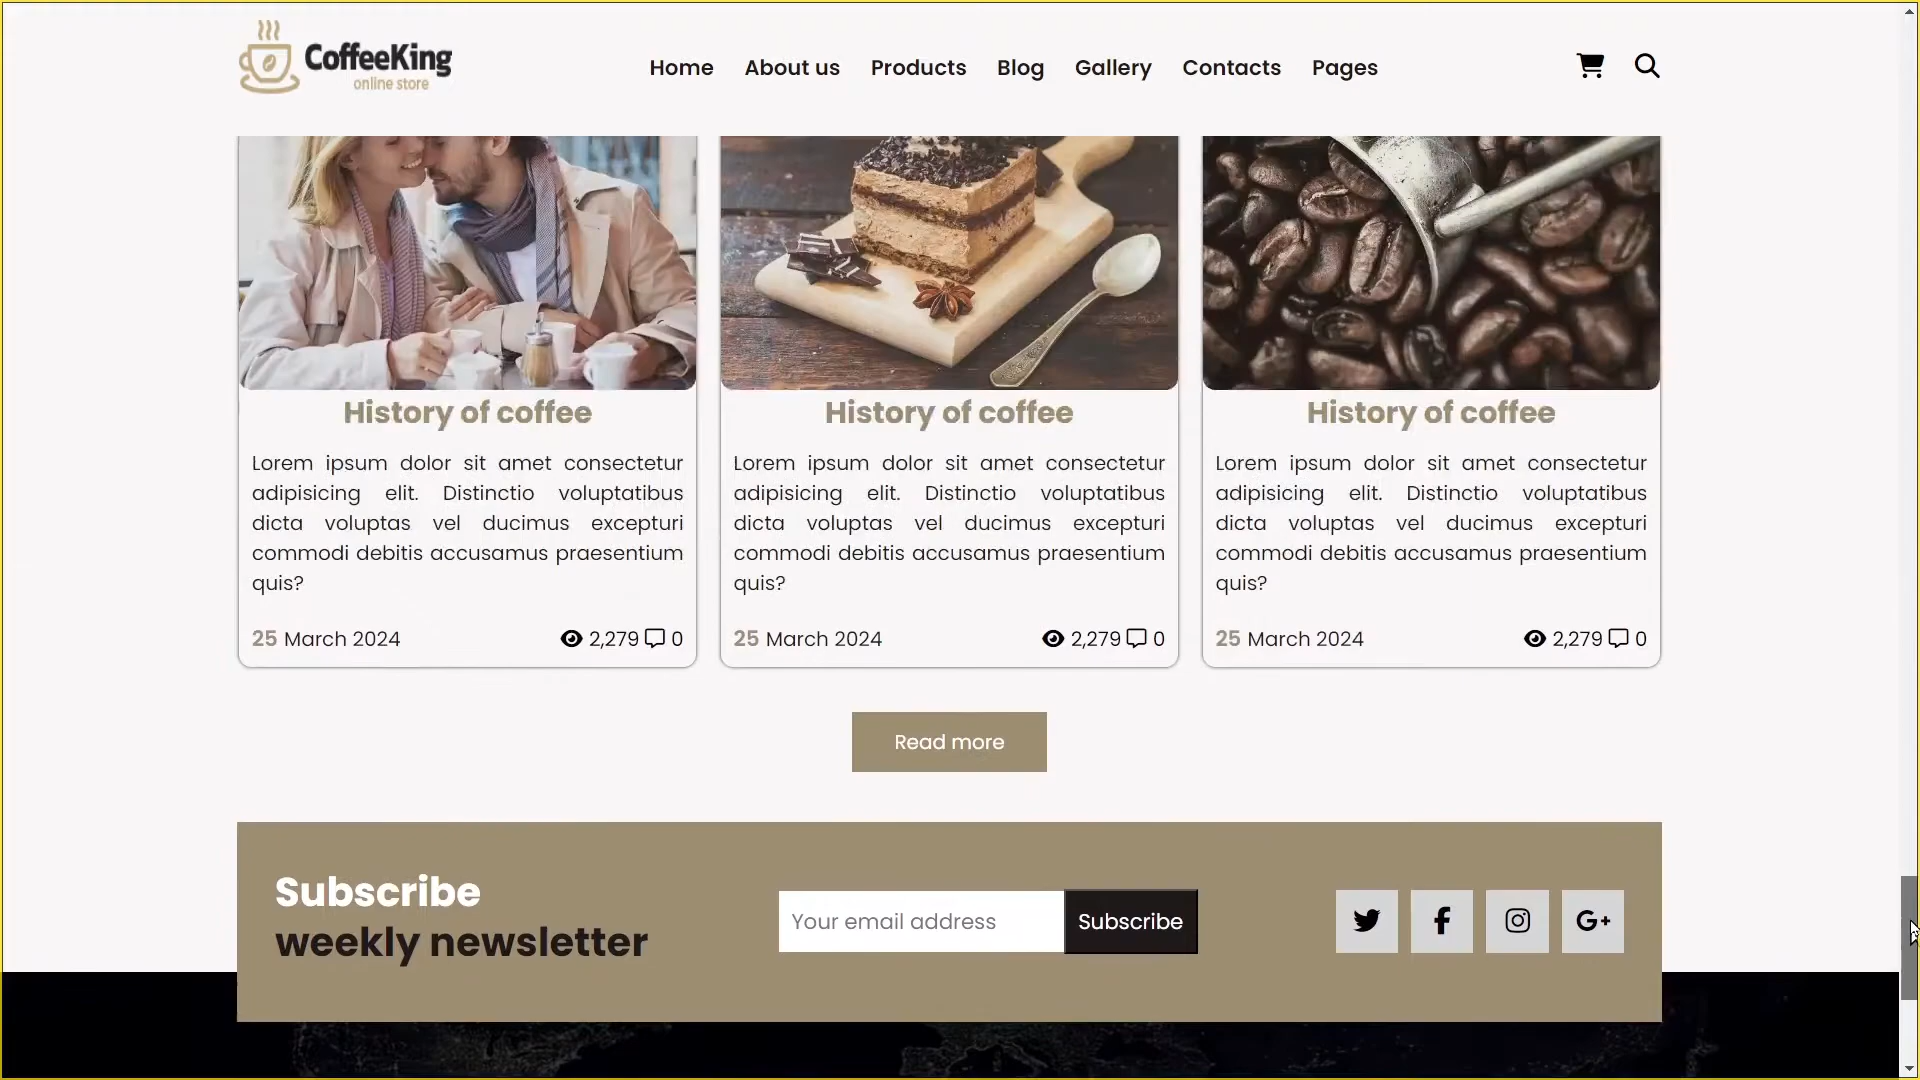 CoffeeKing
online store
Home About us Products Blog Gallery Contacts Pages
History of coffee
Lorem ipsum dolor sit amet consectetur
adipisicing elit. Distinctio voluptatibus
dicta voluptas vel ducimus excepturi
commodi debitis accusamus praesentium
quis?
25 March 2024 2,279 0
History of coffee
Lorem ipsum dolor sit amet consectetur
adipisicing elit. Distinctio voluptatibus
dicta voluptas vel ducimus excepturi
commodi debitis accusamus praesentium
quis?
25 March 2024 2,279 0
History of coffee
Lorem ipsum dolor sit amet consectetur
adipisicing elit. Distinctio voluptatibus
dicta voluptas vel ducimus excepturi
commodi debitis accusamus praesentium
quis?
25 March 2024 2,279 0
Read more
Subscribe
weekly newsletter
Your email address Subscribe
G+